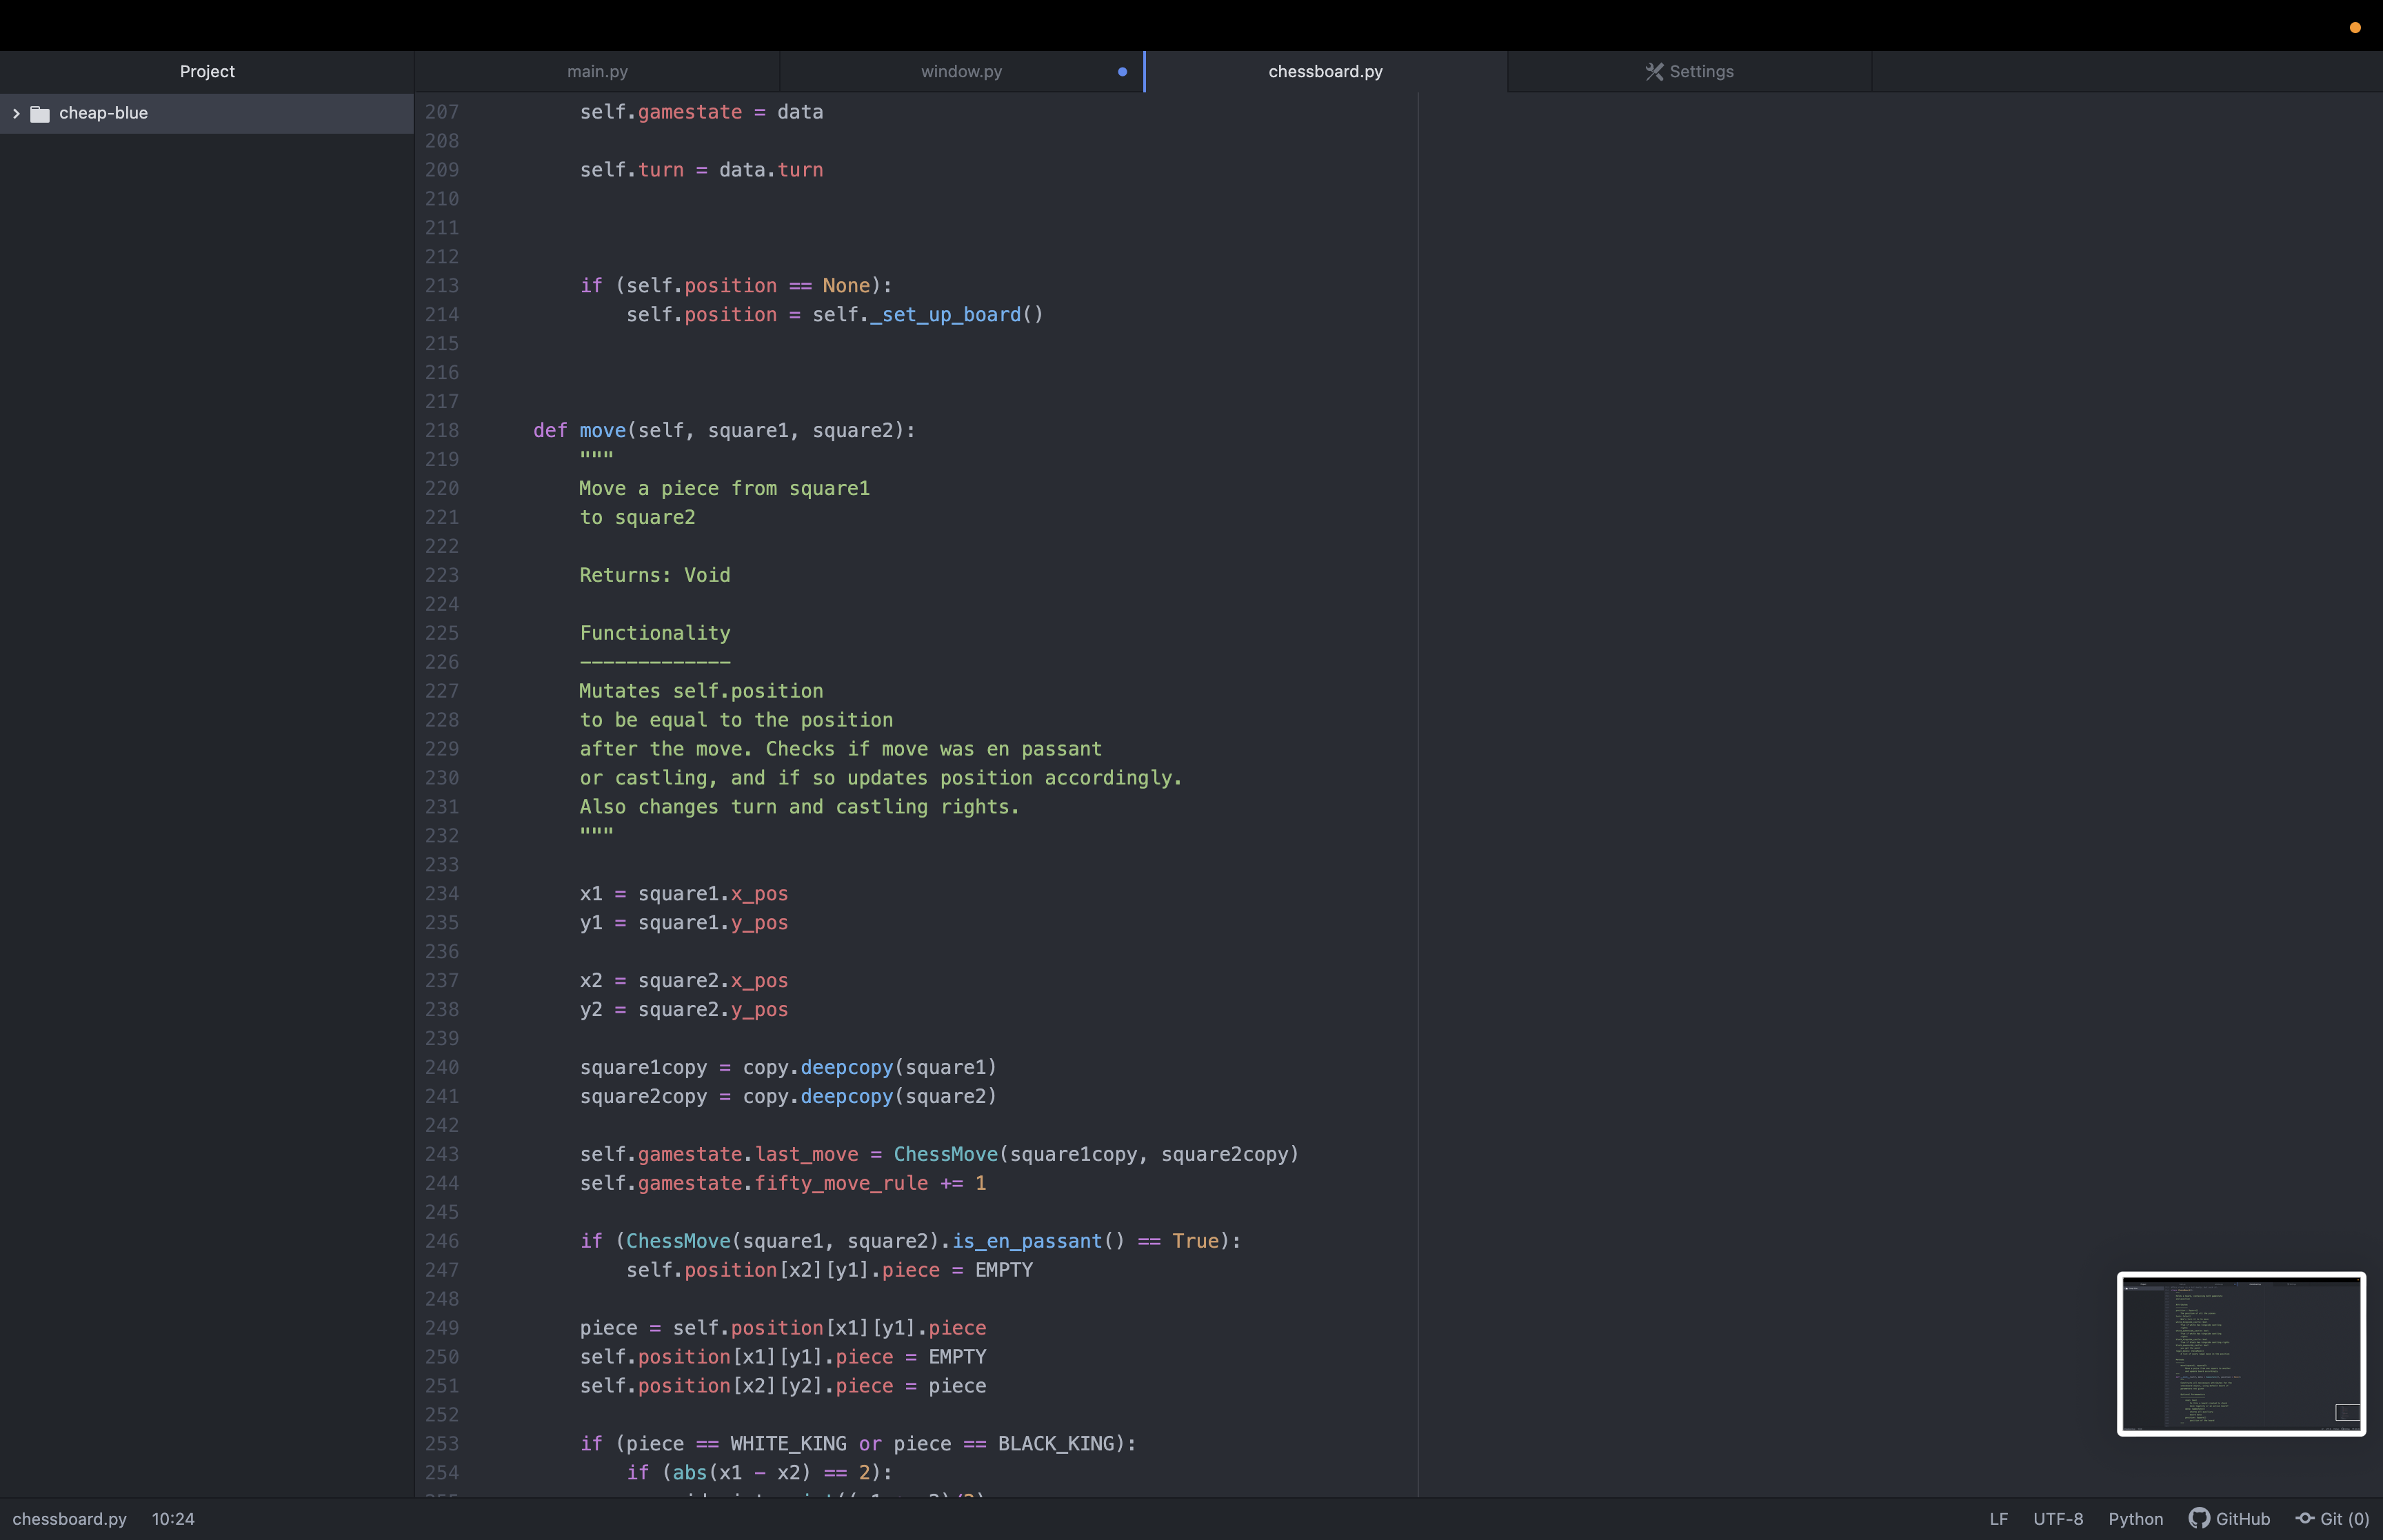 Project
main.py
window.py
chessboard.py
Settings
cheap-blue
207 self.gamestate = data
208
209 self.turn = data.turn
210
211
212
213 if (self.position == None):
214 self.position = self._set_up_board()
215
216
217
218 def move(self, square1, square2):
219 """
220 Move a piece from square1
221 to square2
222
223 Returns: Void
224
225 Functionality
226 -------------
227 Mutates self.position
228 to be equal to the position
229 after the move. Checks if move was en passant
230 or castling, and if so updates position accordingly.
231 Also changes turn and castling rights.
232 """
233
234 x1 = square1.x_pos
235 y1 = square1.y_pos
236
237 x2 = square2.x_pos
238 y2 = square2.y_pos
239
240 square1copy = copy.deepcopy(square1)
241 square2copy = copy.deepcopy(square2)
242
243 self.gamestate.last_move = ChessMove(square1copy, square2copy)
244 self.gamestate.fifty_move_rule += 1
245
246 if (ChessMove(square1, square2).is_en_passant() == True):
247 self.position[x2][y1].piece = EMPTY
248
249 piece = self.position[x1][y1].piece
250 self.position[x1][y1].piece = EMPTY
251 self.position[x2][y2].piece = piece
252
253 if (piece == WHITE_KING or piece == BLACK_KING):
254 if (abs(x1 - x2) == 2):
chessboard.py 10:24
LF UTF-8 Python GitHub Git (0)